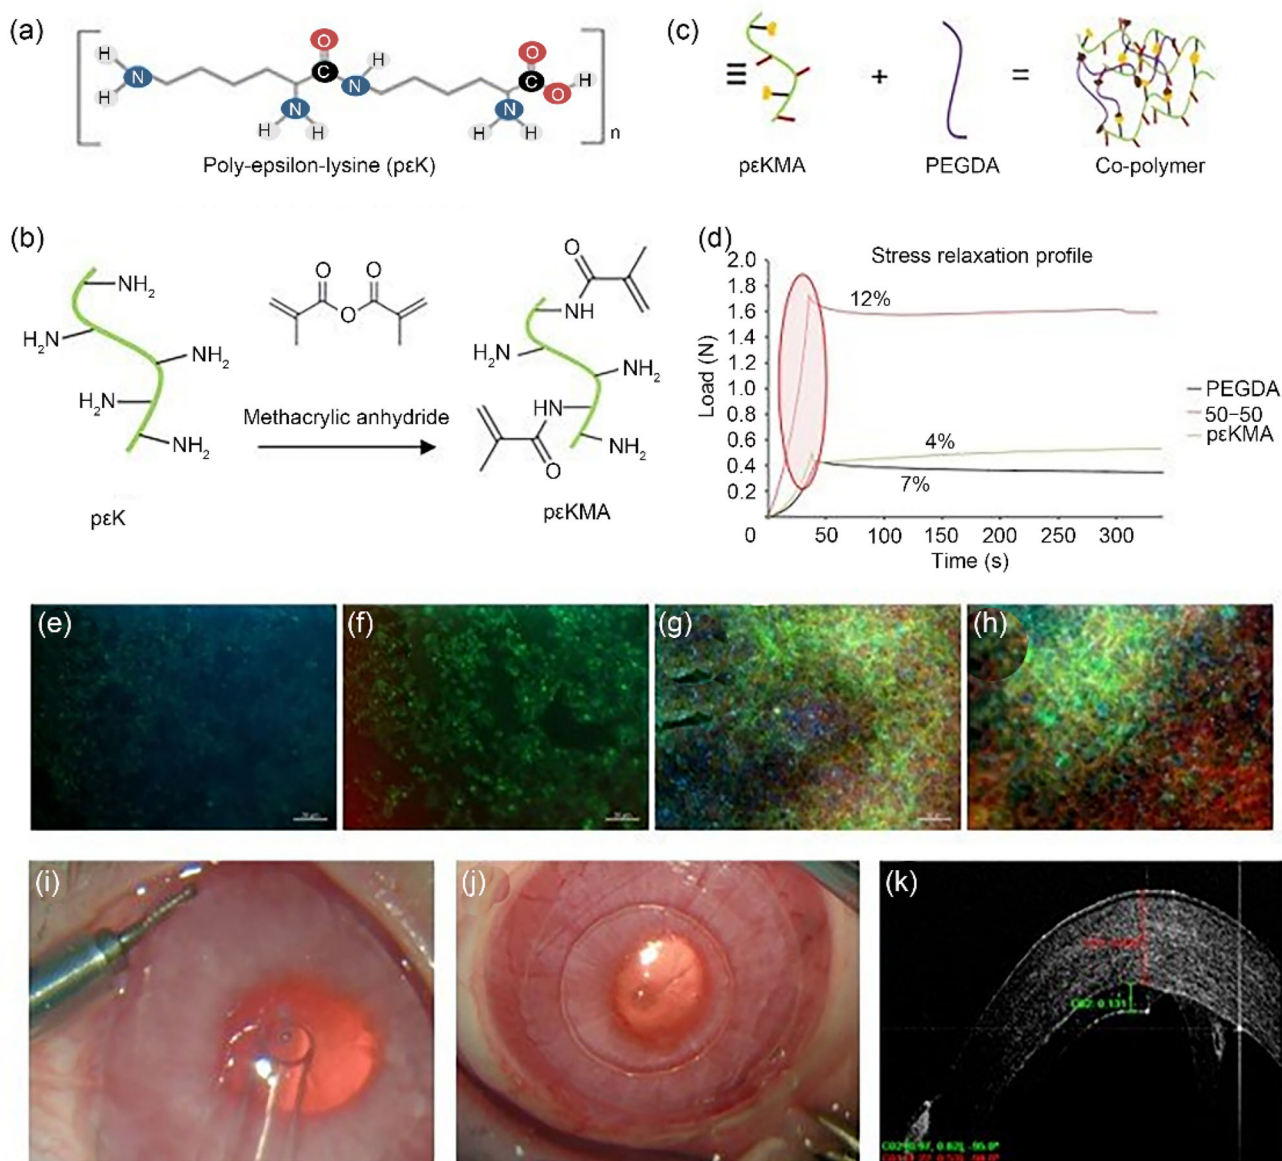 (a)
H
H
N
O
C
H
N
N
H
H
O
C
O
H
N
H
H
n
Poly-epsilon-lysine (pεK)
(c)
+
=
pεKMA
PEGDA
Co-polymer
(b)
NH2
H2N
NH2
H2N
NH2
pεK
O
O
O
Methacrylic anhydride
O
NH
H2N
NH2
HN
O
NH2
pεKMA
(d)
Stress relaxation profile
2.0
1.8
1.6
1.4
1.2
1.0
0.8
0.6
0.4
0.2
0
50
100
150
200
250
300
Load (N)
Time (s)
12%
4%
7%
PEGDA
50–50
pεKMA
(e)
(f)
(g)
(h)
(i)
(j)
(k)
C02: 0.131